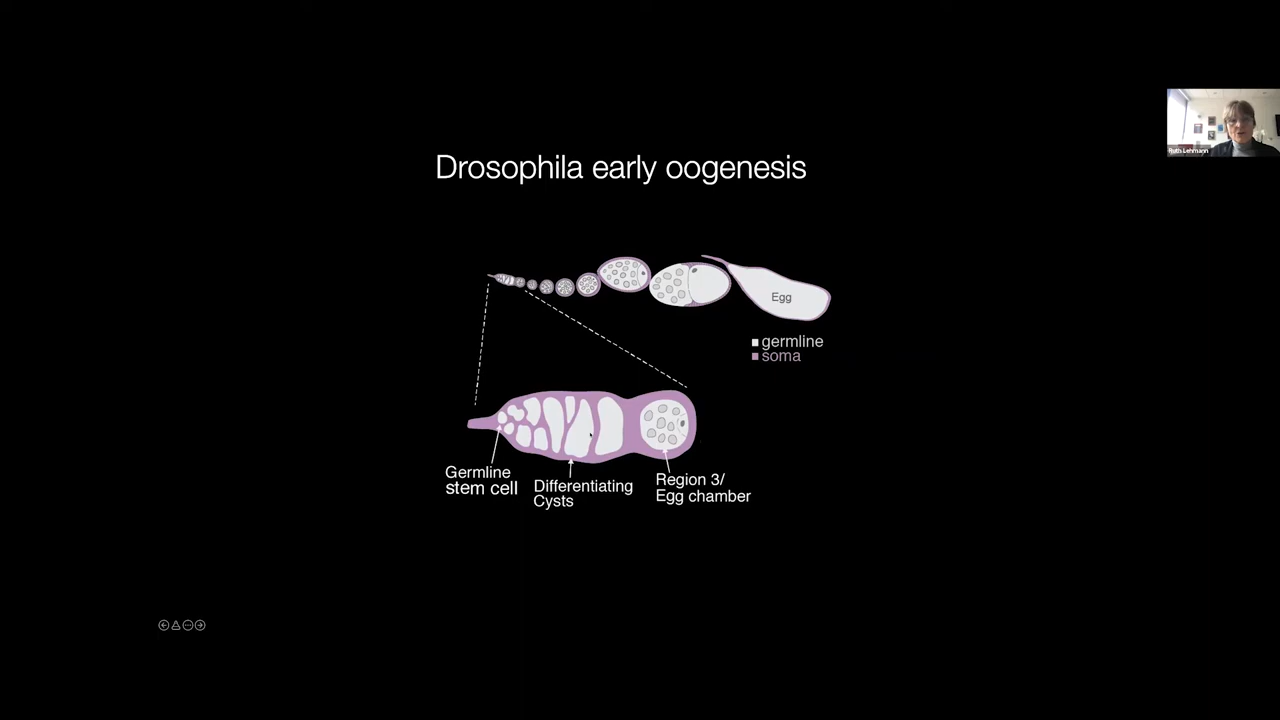 Ruth Lehmann
Drosophila early oogenesis
Egg
germline
soma
Germline
stem cell
Differentiating
Cysts
Region 3/
Egg chamber